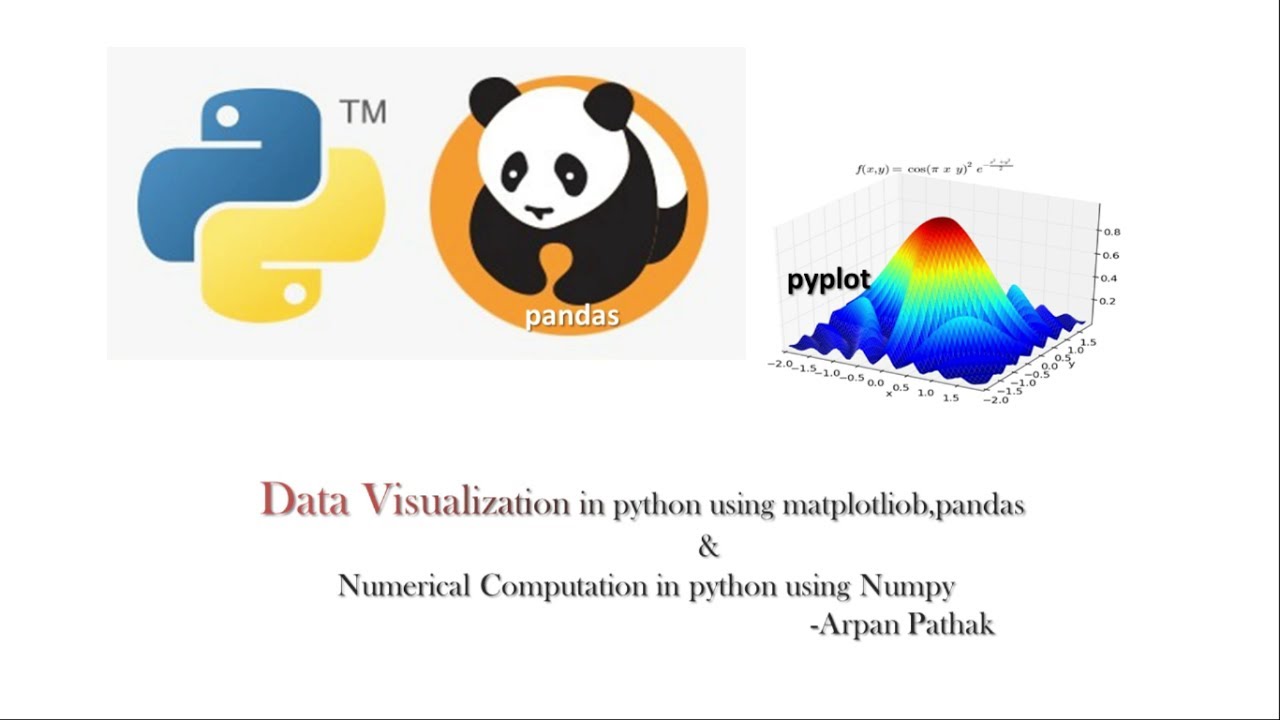 TM
pandas
f(x,y) = cos(π x y)² e^{-\frac{x²+y²}{2}}
pyplot
0.8
0.6
0.4
0.2
-2.0 -1.5 -1.0 -0.5 0.0 0.5 1.0 1.5
x
-2.0 -1.5 -1.0 -0.5 0.0 0.5 1.0 1.5
y
Data Visualization in python using matplotliob,pandas
&
Numerical Computation in python using Numpy
-Arpan Pathak